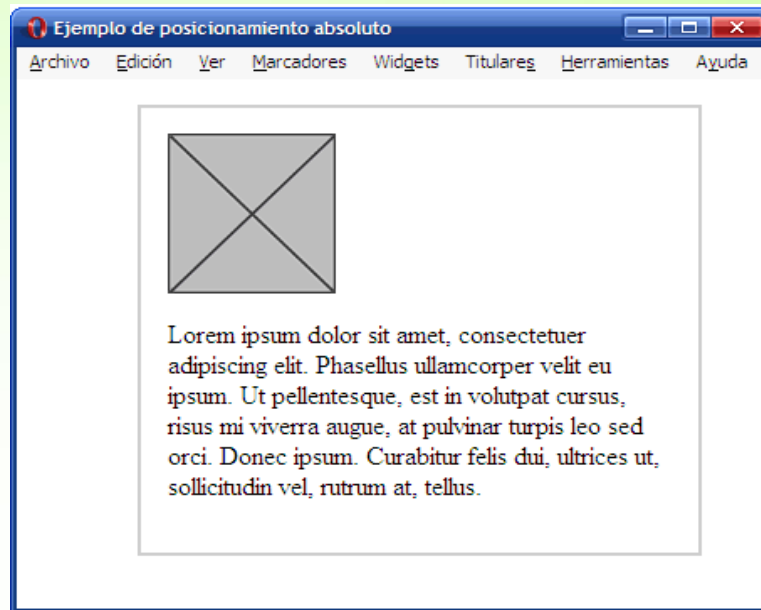 Ejemplo de posicionamiento absoluto
Archivo Edición Ver Marcadores Widgets Titulares Herramientas Ayuda
Lorem ipsum dolor sit amet, consectetuer
adipiscing elit. Phasellus ullamcorper velit eu
ipsum. Ut pellentesque, est in volutpat cursus,
risus mi viverra augue, at pulvinar turpis leo sed
orci. Donec ipsum. Curabitur felis dui, ultrices ut,
sollicitudin vel, rutrum at, tellus.